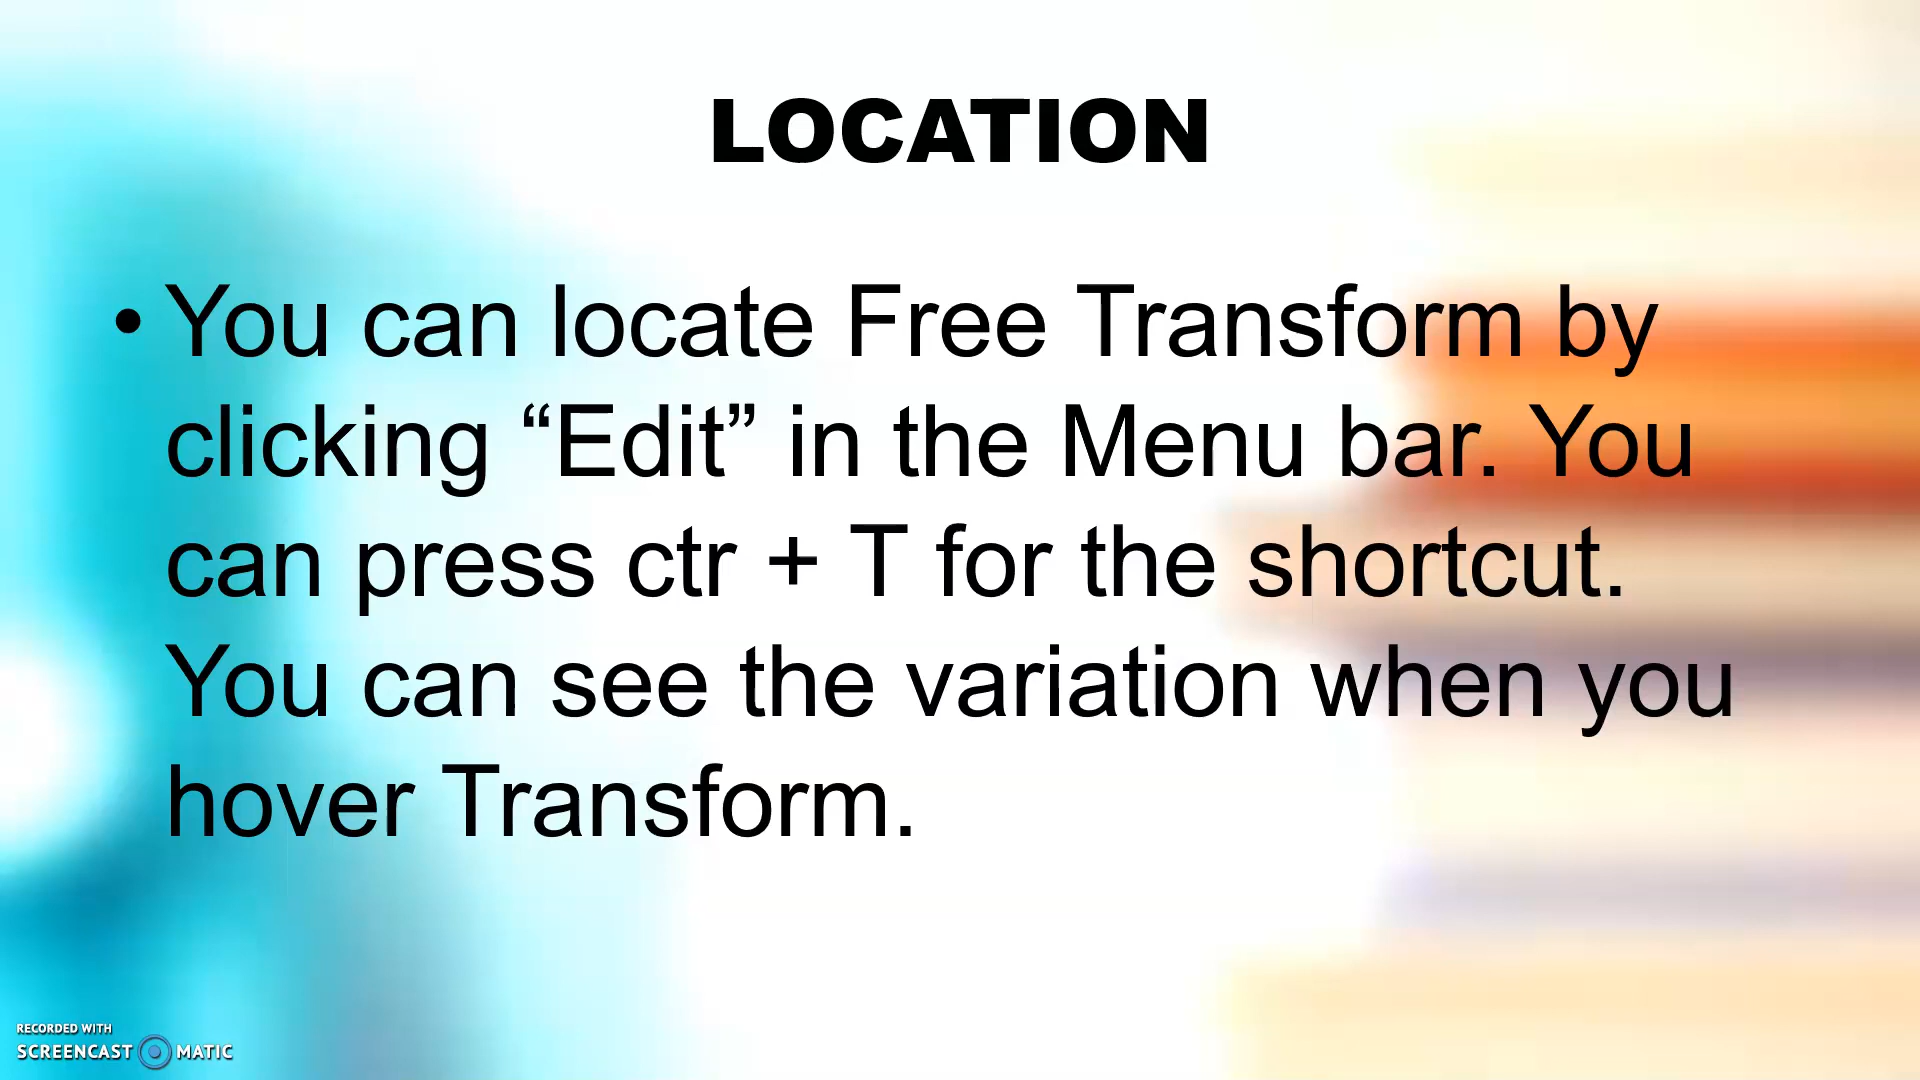 LOCATION
• You can locate Free Transform by
clicking “Edit” in the Menu bar. You
can press ctr + T for the shortcut.
You can see the variation when you
hover Transform.
RECORDED WITH
SCREENCAST MATIC